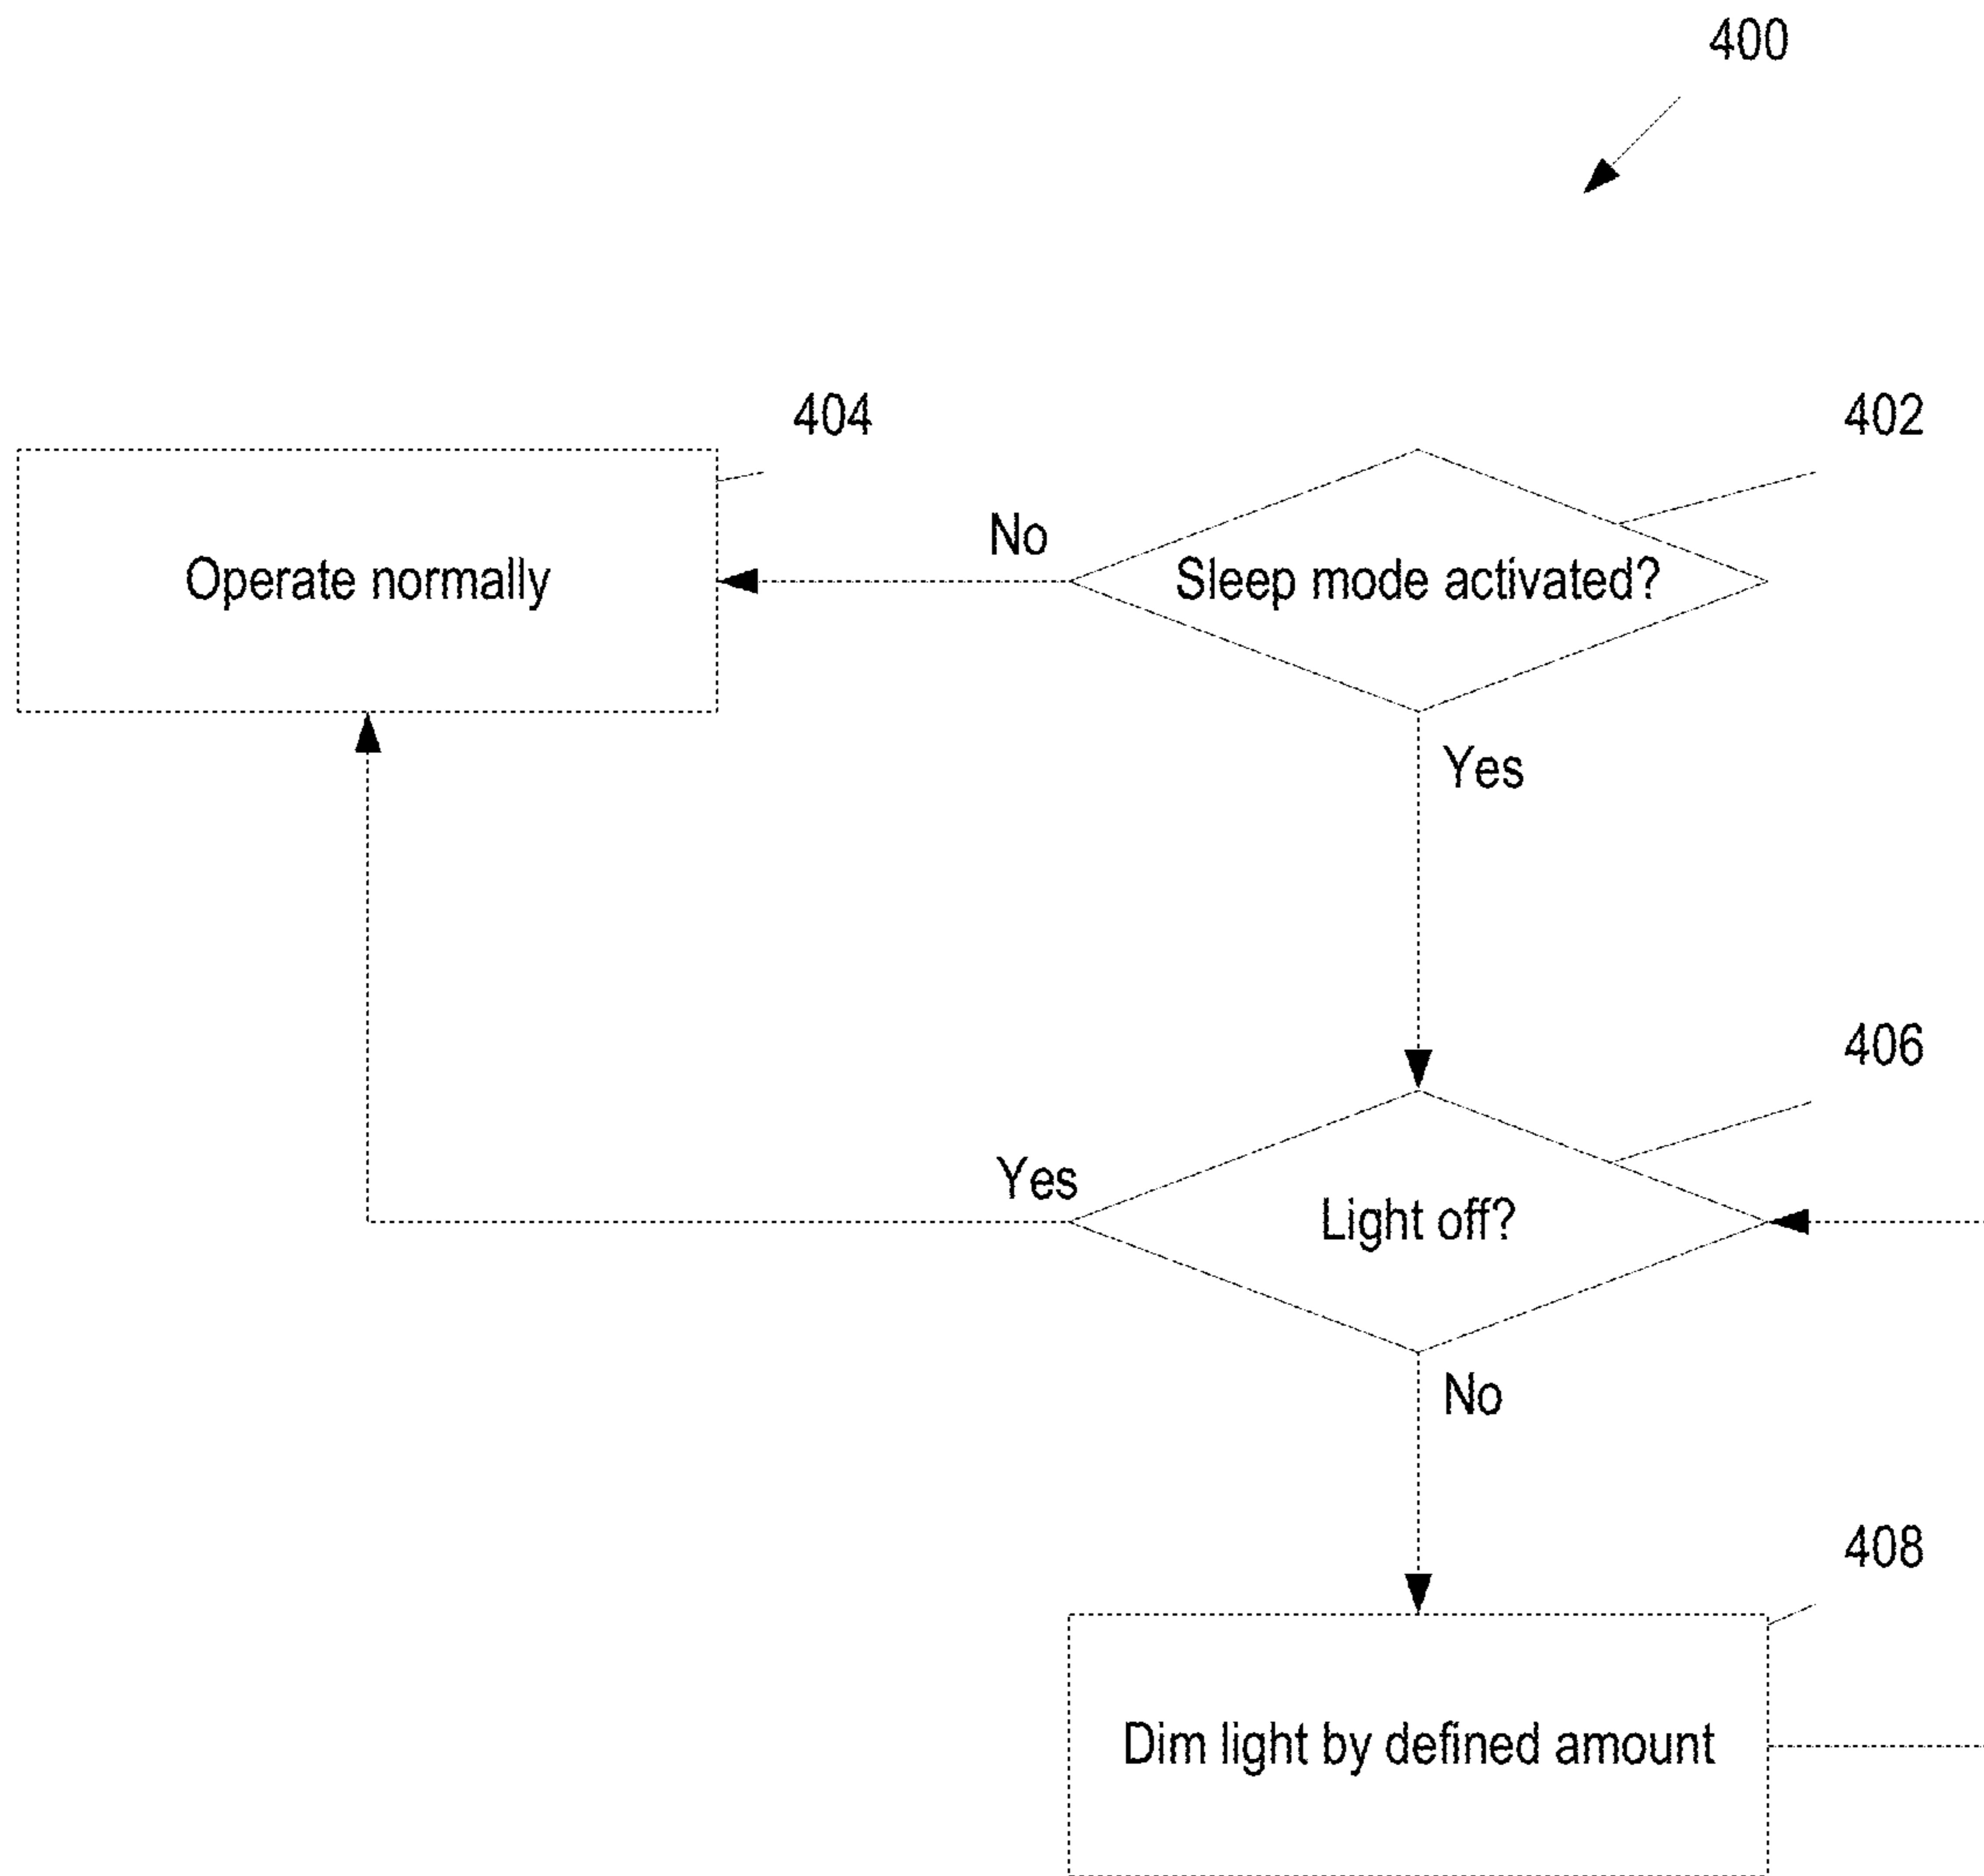 400
404
402
No
Operate normally
Sleep mode activated?
Yes
406
Yes
Light off?
No
408
Dim light by defined amount